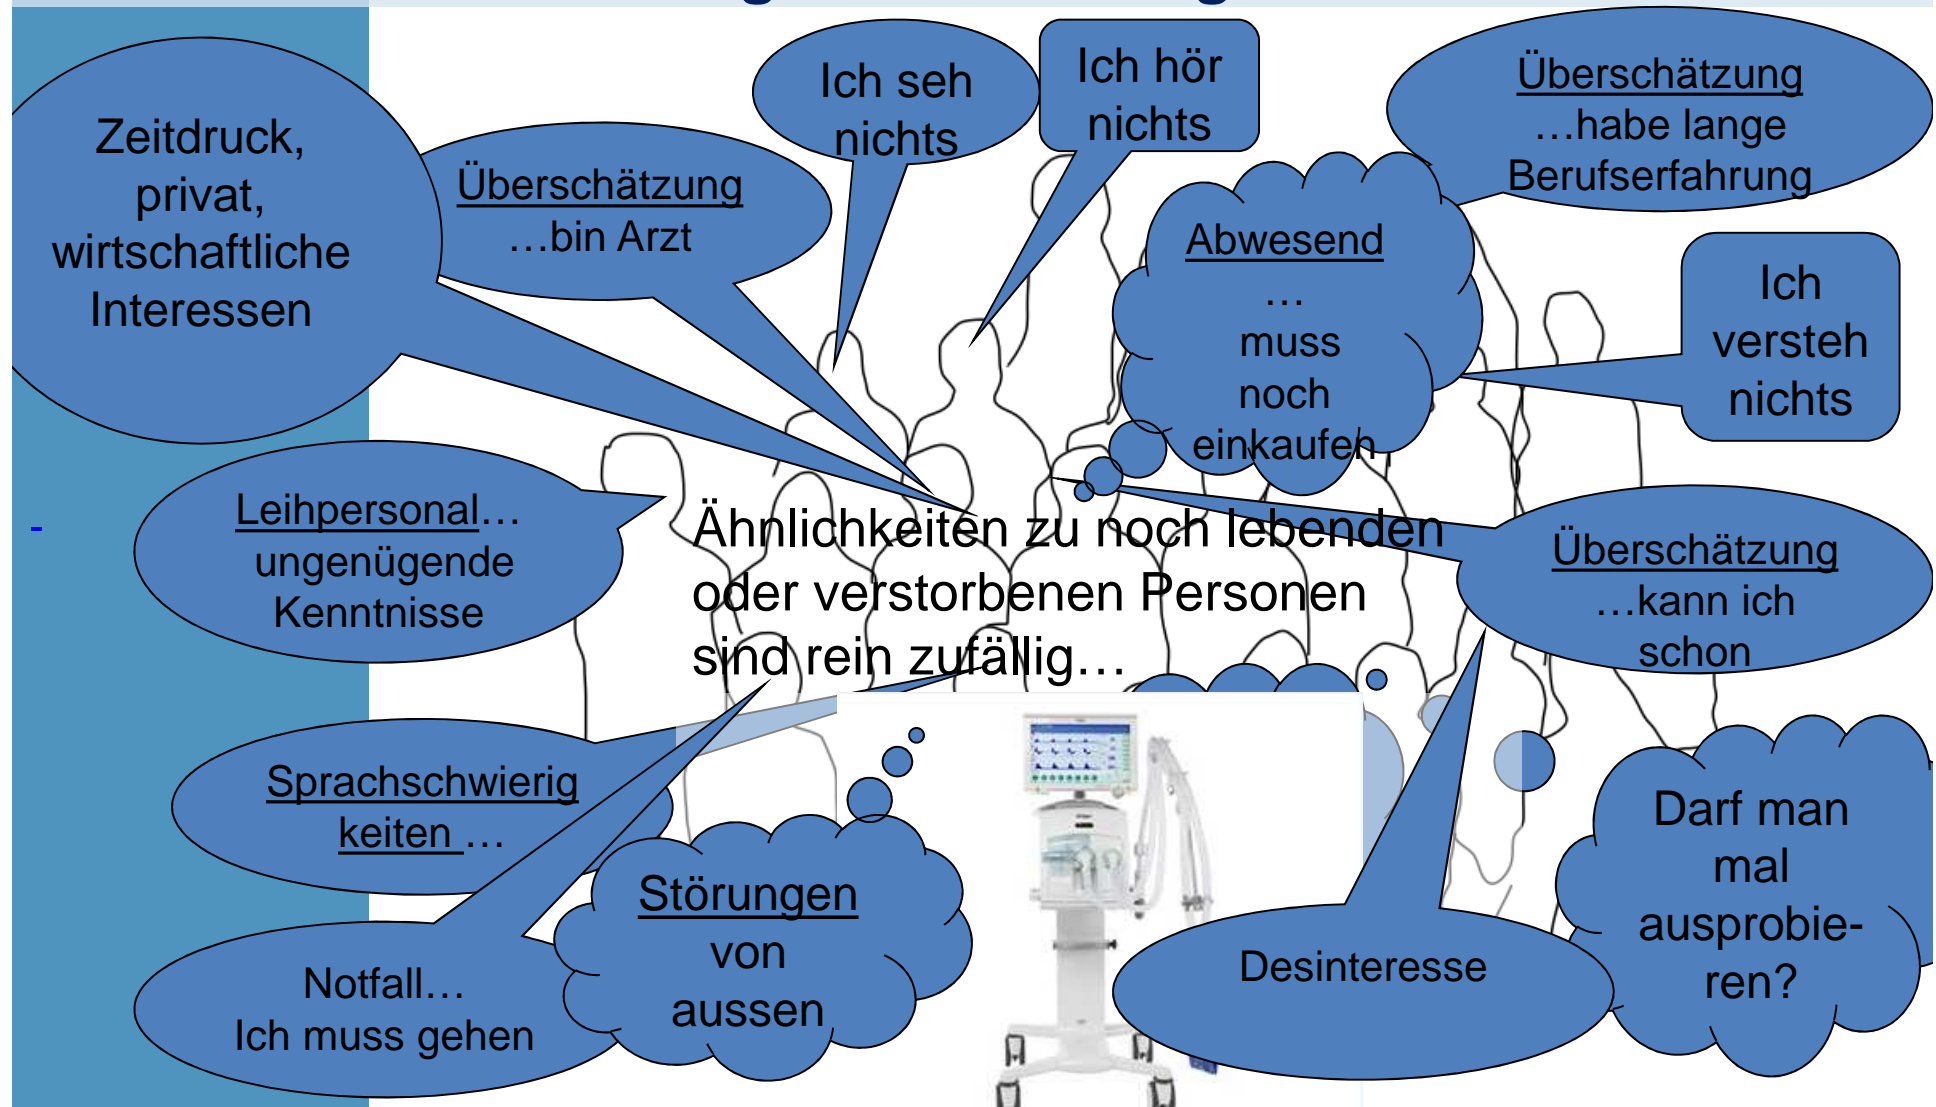 Ich seh
nichts
Ich hör
nichts
Überschätzung
…habe lange
Berufserfahrung
Zeitdruck,
privat,
wirtschaftliche
Interessen
Überschätzung
…bin Arzt
Abwesend
…
muss
noch
einkaufen
Ich
versteh
nichts
Leihpersonal…
ungenügende
Kenntnisse
Ähnlichkeiten zu noch lebenden
oder verstorbenen Personen
sind rein zufällig…
Überschätzung
…kann ich
schon
Sprachschwierig
keiten …
Störungen
von
aussen
Notfall…
Ich muss gehen
Desinteresse
Darf man
mal
ausprobie-
ren?